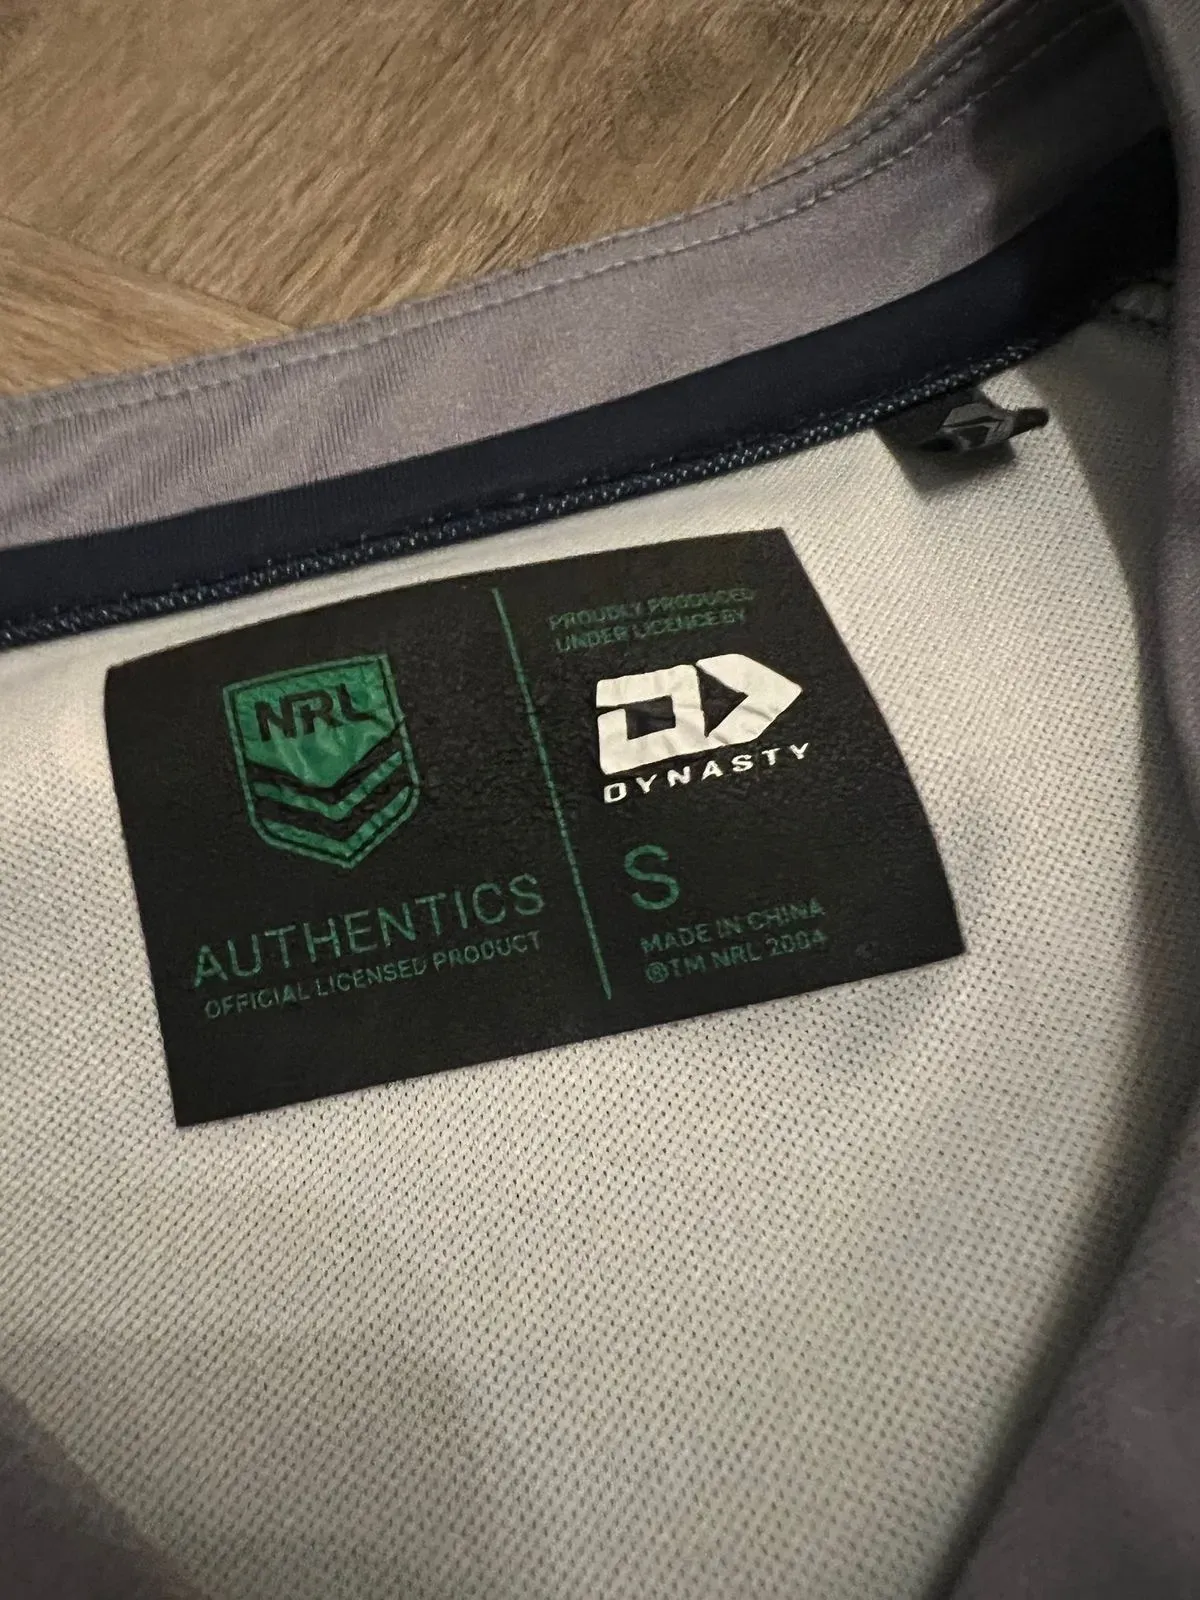 NRL
AUTHENTICS
OFFICIAL LICENSED PRODUCT
PROUDLY PRODUCED
UNDER LICENCE BY
DYNASTY
S
MADE IN CHINA
®TM NRL 2004